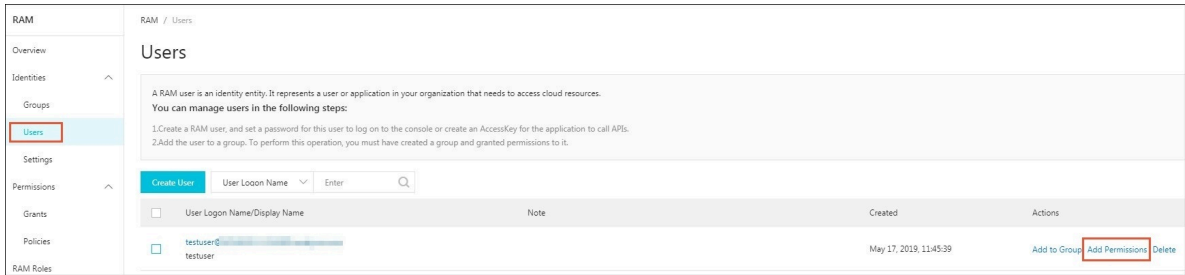 RAM
RAM / Users
Overview
Users
Identities
Groups
Users
Settings
Permissions
Grants
Policies
RAM Roles
A RAM user is an identity entity. It represents a user or application in your organization that needs to access cloud resources.
You can manage users in the following steps:
1.Create a RAM user, and set a password for this user to log on to the console or create an AccessKey for the application to call APIs.
2.Add the user to a group. To perform this operation, you must have created a group and granted permissions to it.
Create User User Logon Name Enter
User Logon Name/Display Name Note Created Actions
testuser@
testuser
May 17, 2019, 11:45:39 Add to Group Add Permissions Delete